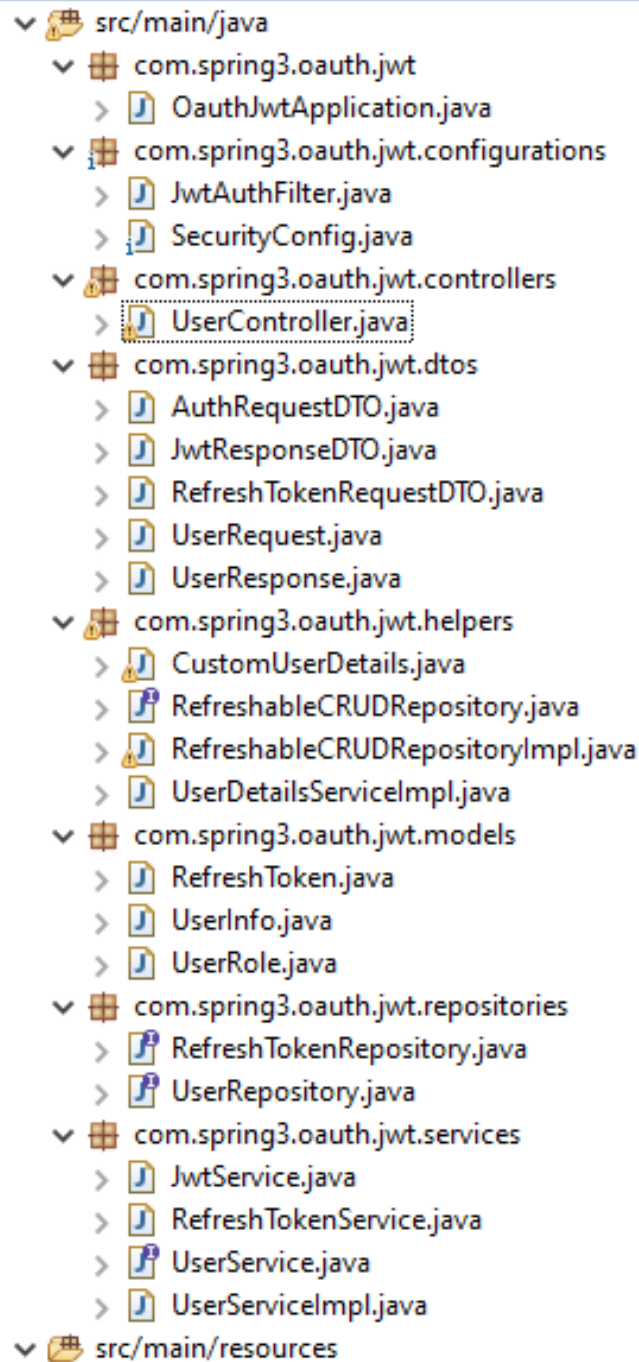 src/main/java
com.spring3.oauth.jwt
OauthJwtApplication.java
com.spring3.oauth.jwt.configurations
JwtAuthFilter.java
SecurityConfig.java
com.spring3.oauth.jwt.controllers
UserController.java
com.spring3.oauth.jwt.dtos
AuthRequestDTO.java
JwtResponseDTO.java
RefreshTokenRequestDTO.java
UserRequest.java
UserResponse.java
com.spring3.oauth.jwt.helpers
CustomUserDetails.java
RefreshableCRUDRepository.java
RefreshableCRUDRepositoryImpl.java
UserDetailsServiceImpl.java
com.spring3.oauth.jwt.models
RefreshToken.java
UserInfo.java
UserRole.java
com.spring3.oauth.jwt.repositories
RefreshTokenRepository.java
UserRepository.java
com.spring3.oauth.jwt.services
JwtService.java
RefreshTokenService.java
UserService.java
UserServiceImpl.java
src/main/resources